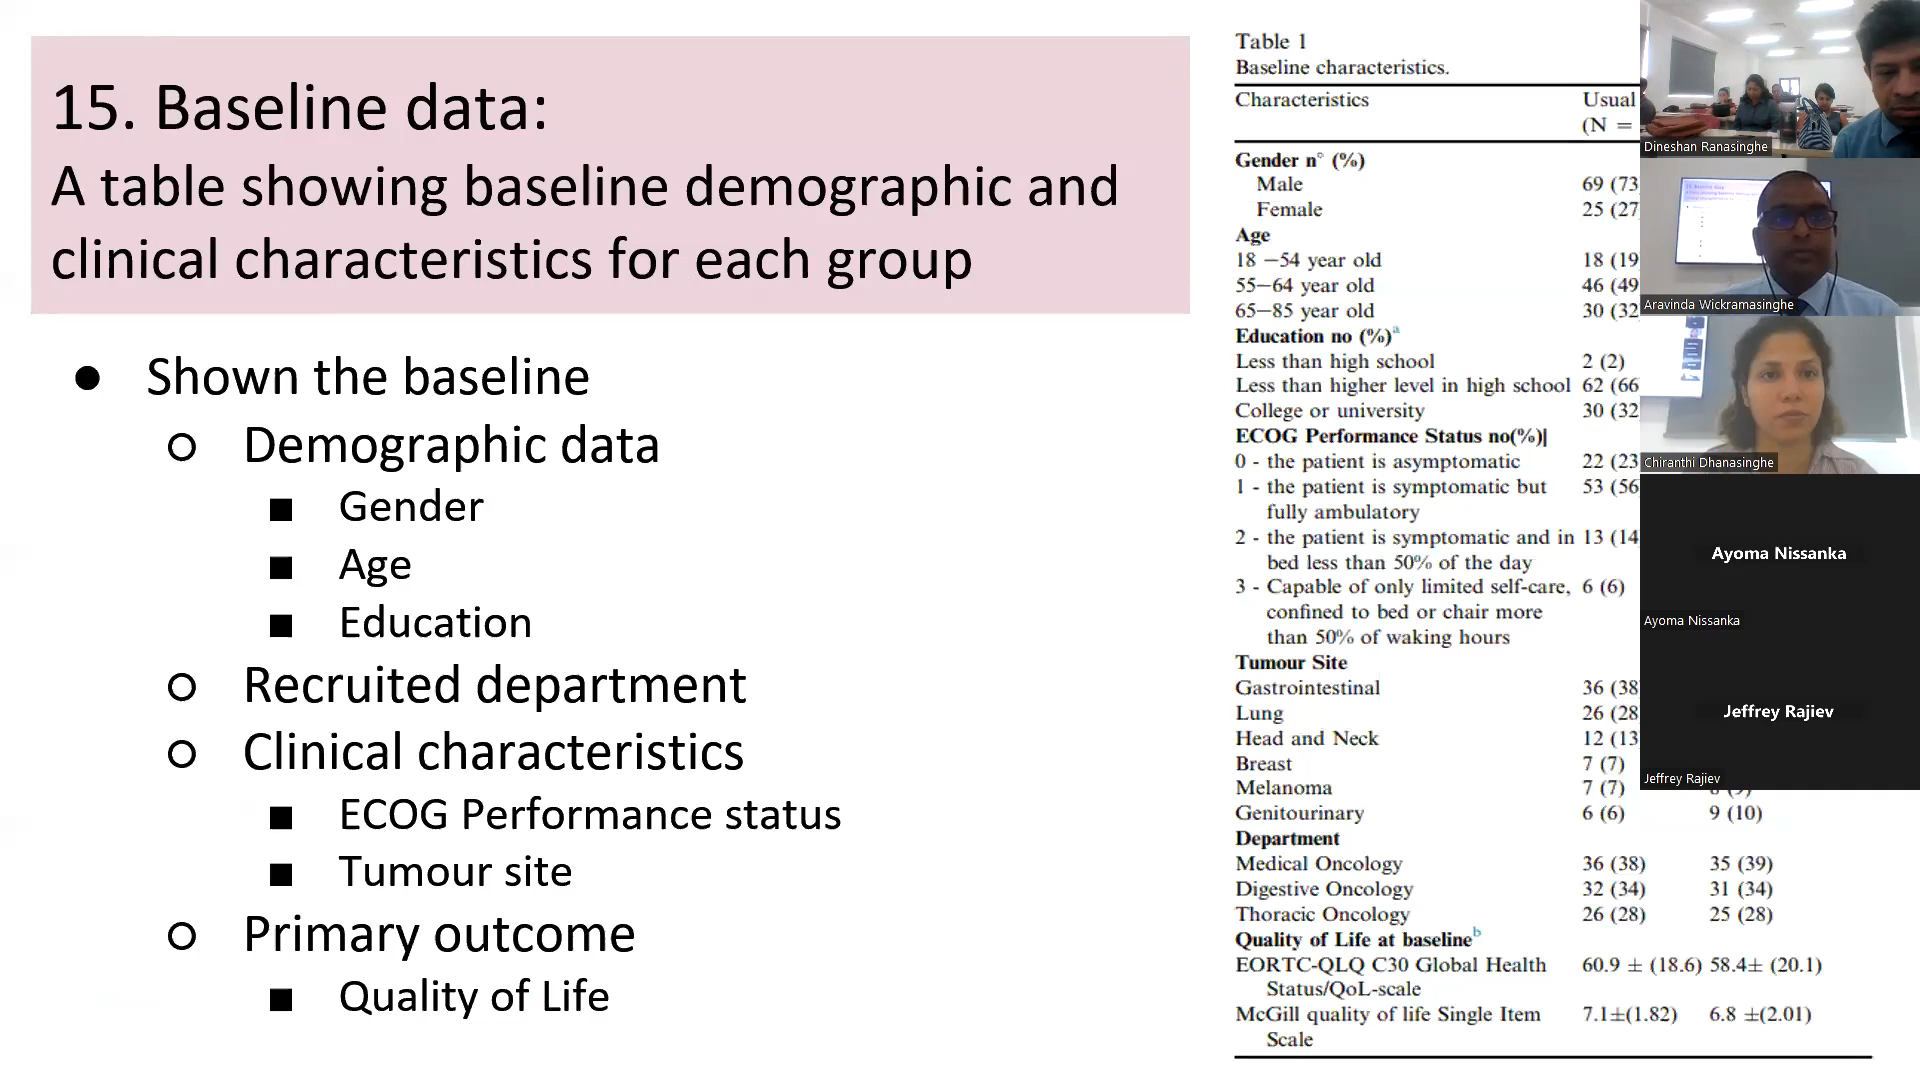 15. Baseline data:
A table showing baseline demographic and
clinical characteristics for each group
● Shown the baseline
○ Demographic data
■ Gender
■ Age
■ Education
○ Recruited department
○ Clinical characteristics
■ ECOG Performance status
■ Tumour site
○ Primary outcome
■ Quality of Life
Table 1
Baseline characteristics.
Characteristics Usual
(N =
Gender n° (%)
Male 69 (73
Female 25 (27
Age
18 –54 year old 18 (19
55–64 year old 46 (49
65–85 year old 30 (32
Education no (%)a
Less than high school 2 (2)
Less than higher level in high school 62 (66
College or university 30 (32
ECOG Performance Status no(%)|
0 - the patient is asymptomatic 22 (23
1 - the patient is symptomatic but 53 (56
fully ambulatory
2 - the patient is symptomatic and in 13 (14
bed less than 50% of the day
3 - Capable of only limited self-care, 6 (6)
confined to bed or chair more
than 50% of waking hours
Tumour Site
Gastrointestinal 36 (38
Lung 26 (28
Head and Neck 12 (13
Breast 7 (7)
Melanoma 7 (7)
Genitourinary 6 (6) 9 (10)
Department
Medical Oncology 36 (38) 35 (39)
Digestive Oncology 32 (34) 31 (34)
Thoracic Oncology 26 (28) 25 (28)
Quality of Life at baselineb
EORTC-QLQ C30 Global Health 60.9 ± (18.6) 58.4± (20.1)
Status/QoL-scale
McGill quality of life Single Item 7.1±(1.82) 6.8 ±(2.01)
Scale
Dineshan Ranasinghe
Aravinda Wickramasinghe
Chiranthi Dhanasinghe
Ayoma Nissanka
Ayoma Nissanka
Jeffrey Rajiev
Jeffrey Rajiev